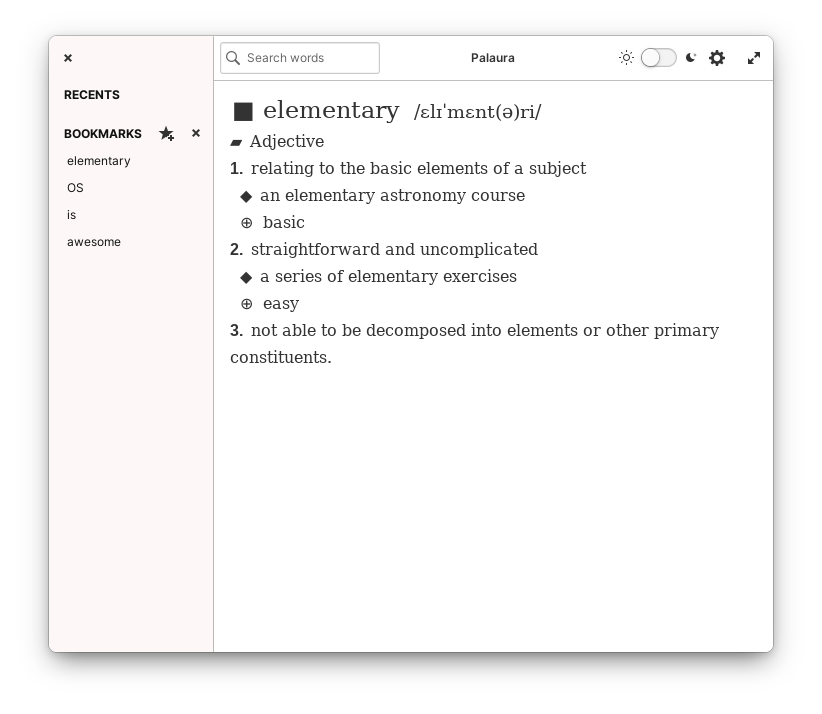 Search words
Palaura
RECENTS
BOOKMARKS
elementary
OS
is
awesome
■ elementary /ɛlɪˈmɛnt(ə)ri/
▰ Adjective
1. relating to the basic elements of a subject
◆ an elementary astronomy course
⊕ basic
2. straightforward and uncomplicated
◆ a series of elementary exercises
⊕ easy
3. not able to be decomposed into elements or other primary
constituents.